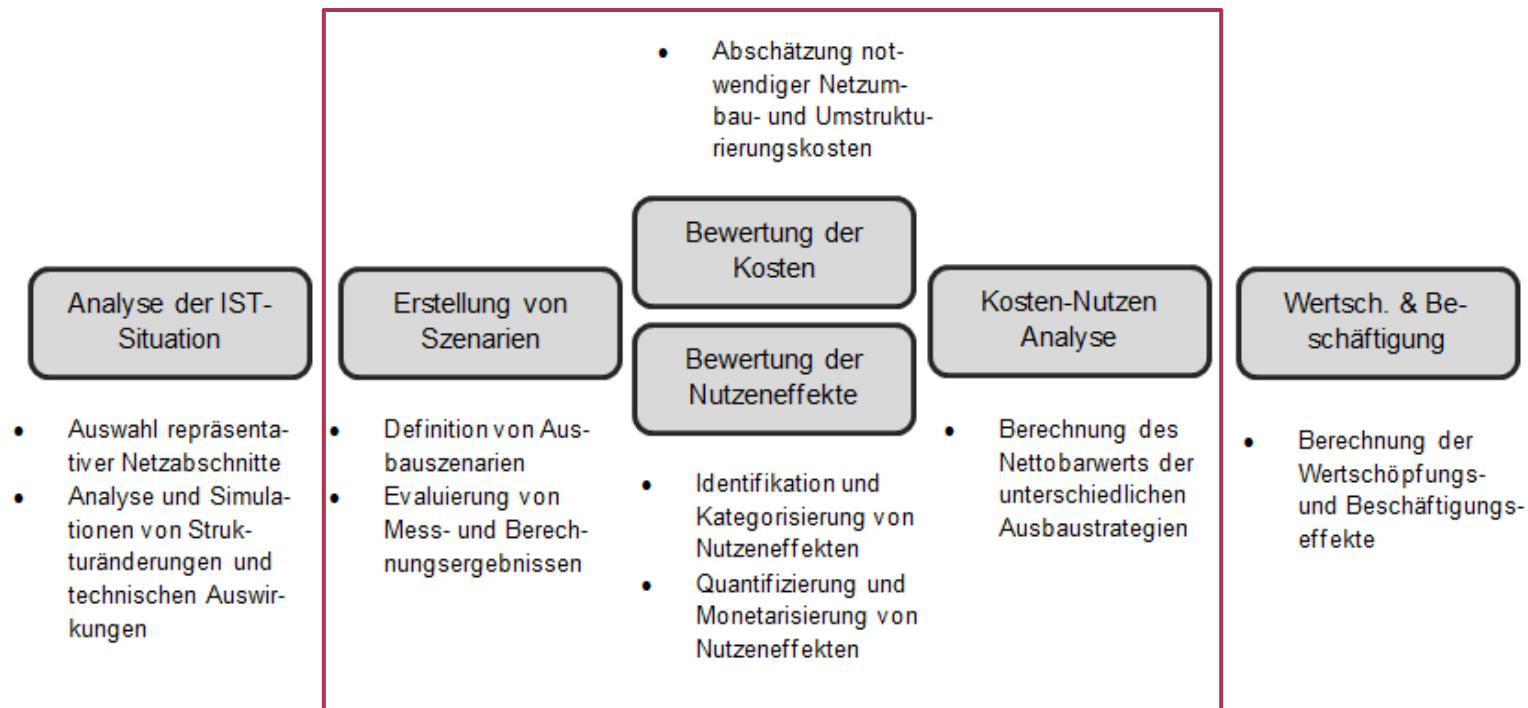 Analyse der IST-
Situation
• Auswahl repräsenta-
tiver Netzabschnitte
• Analyse und Simula-
tionen von Struk-
turänderungen und
technischen Auswir-
kungen
Erstellung von
Szenarien
• Definition von Aus-
bauszenarien
• Evaluierung von
Mess- und Berech-
nungsergebnissen
• Abschätzung not-
wendiger Netzum-
bau- und Umstruktu-
rierungskosten
Bewertung der
Kosten
Bewertung der
Nutzeneffekte
• Identifikation und
Kategorisierung von
Nutzeneffekten
• Quantifizierung und
Monetarisierung von
Nutzeneffekten
Kosten-Nutzen
Analyse
• Berechnung des
Nettobarwerts der
unterschiedlichen
Ausbaustrategien
Wertsch. & Be-
schäftigung
• Berechnung der
Wertschöpfungs-
und Beschäftigungs-
effekte